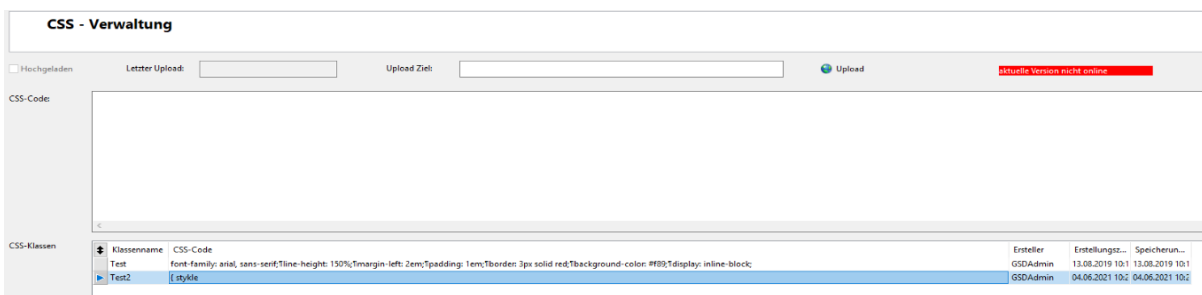 CSS - Verwaltung
Hochgeladen Letzter Upload: Upload Ziel: Upload aktuelle Version nicht online
CSS-Code:
CSS-Klassen
Klassenname CSS-Code Ersteller Erstellungsz... Speicherun...
Test font-family: arial, sans-serif;¶line-height: 150%;¶margin-left: 2em;¶padding: 1em;¶border: 3px solid red;¶background-color: #f89;¶display: inline-block; GSDAdmin 13.08.2019 10:1 13.08.2019 10:1
Test2 { stykle GSDAdmin 04.06.2021 10:2 04.06.2021 10:2